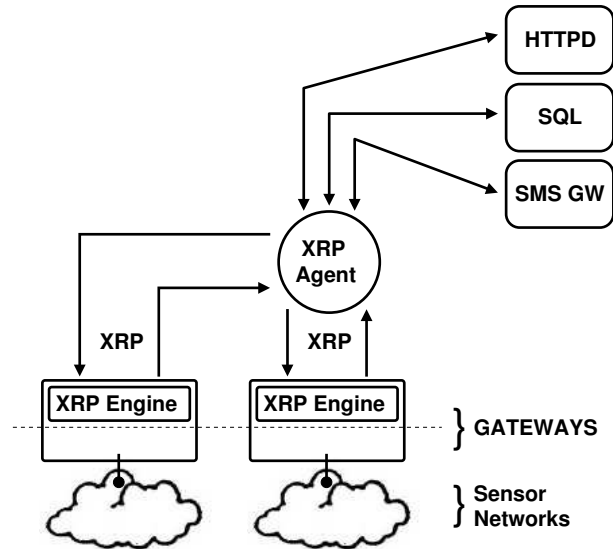 HTTPD
SQL
SMS GW
XRP
Agent
XRP
XRP
XRP Engine
XRP Engine
GATEWAYS
Sensor
Networks